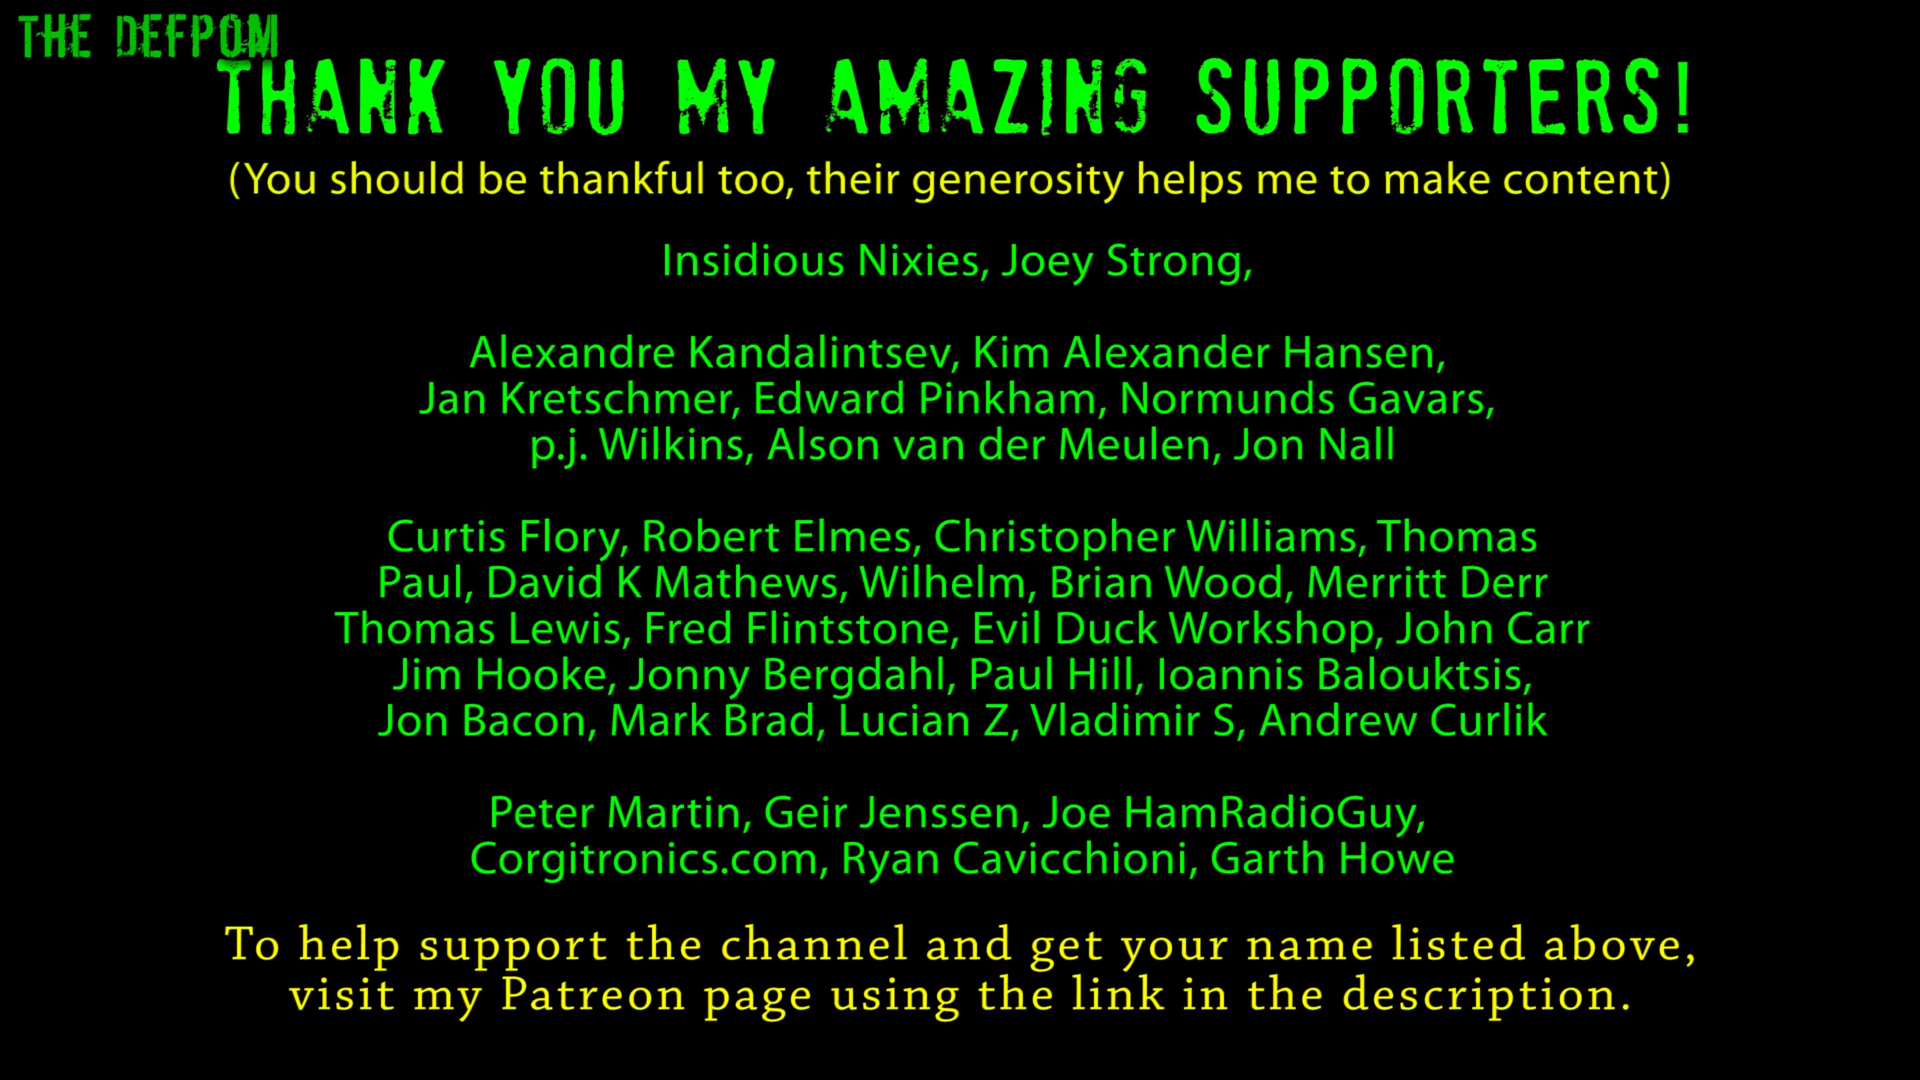 THE DEFPOM
THANK YOU MY AMAZING SUPPORTERS!
(You should be thankful too, their generosity helps me to make content)
Insidious Nixies, Joey Strong,
Alexandre Kandalintsev, Kim Alexander Hansen,
Jan Kretschmer, Edward Pinkham, Normunds Gavars,
p.j. Wilkins, Alson van der Meulen, Jon Nall
Curtis Flory, Robert Elmes, Christopher Williams, Thomas
Paul, David K Mathews, Wilhelm, Brian Wood, Merritt Derr
Thomas Lewis, Fred Flintstone, Evil Duck Workshop, John Carr
Jim Hooke, Jonny Bergdahl, Paul Hill, Ioannis Balouktsis,
Jon Bacon, Mark Brad, Lucian Z, Vladimir S, Andrew Curlik
Peter Martin, Geir Jenssen, Joe HamRadioGuy,
Corgitronics.com, Ryan Cavicchioni, Garth Howe
To help support the channel and get your name listed above,
visit my Patreon page using the link in the description.